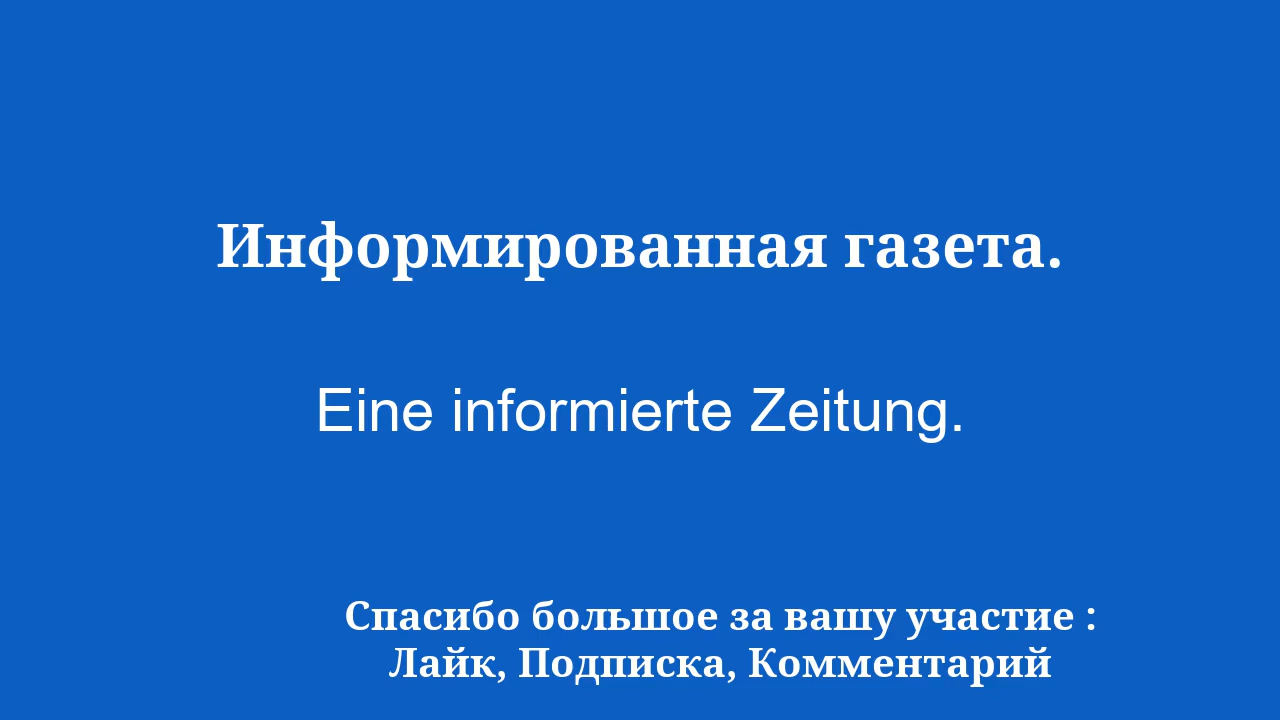 Информированная газета.
Eine informierte Zeitung.
Спасибо большое за вашу участие :
Лайк, Подписка, Комментарий